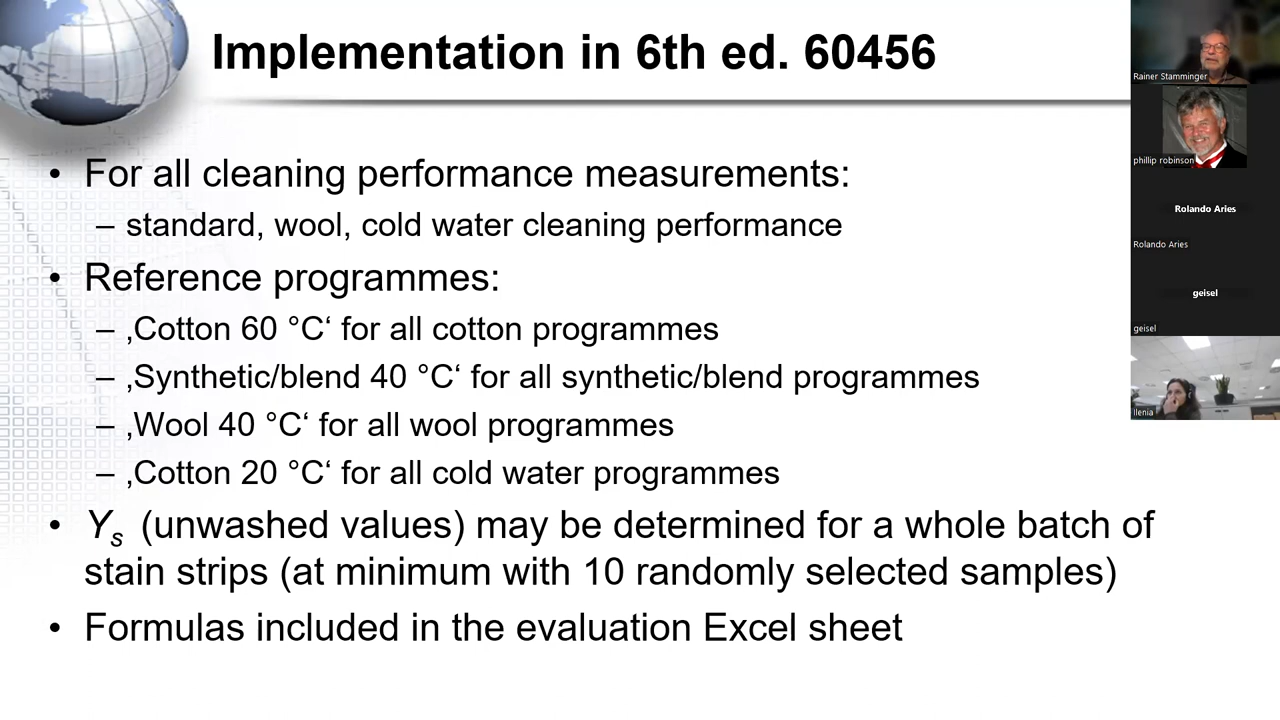 Implementation in 6th ed. 60456
• For all cleaning performance measurements:
– standard, wool, cold water cleaning performance
• Reference programmes:
– ‚Cotton 60 °C‘ for all cotton programmes
– ‚Synthetic/blend 40 °C‘ for all synthetic/blend programmes
– ‚Wool 40 °C‘ for all wool programmes
– ‚Cotton 20 °C‘ for all cold water programmes
• Ys (unwashed values) may be determined for a whole batch of
stain strips (at minimum with 10 randomly selected samples)
• Formulas included in the evaluation Excel sheet
Rainer Stamminger
phillip robinson
Rolando Aries
Rolando Aries
geisel
geisel
Ilenia